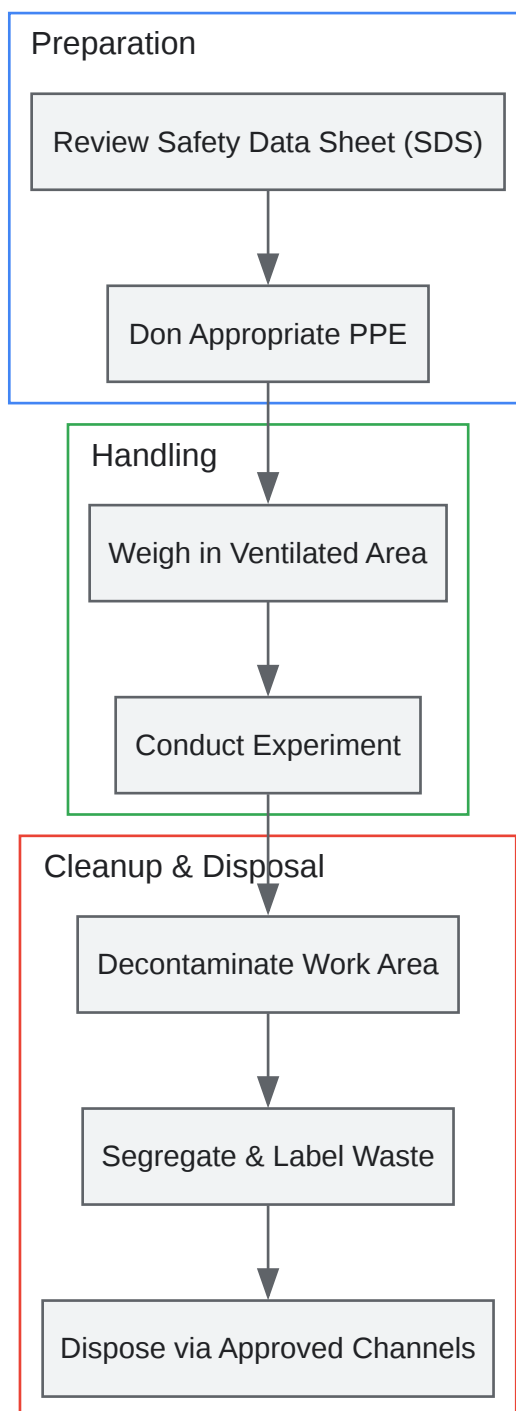 Preparation
Review Safety Data Sheet (SDS)
Don Appropriate PPE
Handling
Weigh in Ventilated Area
Conduct Experiment
Cleanup & Disposal
Decontaminate Work Area
Segregate & Label Waste
Dispose via Approved Channels